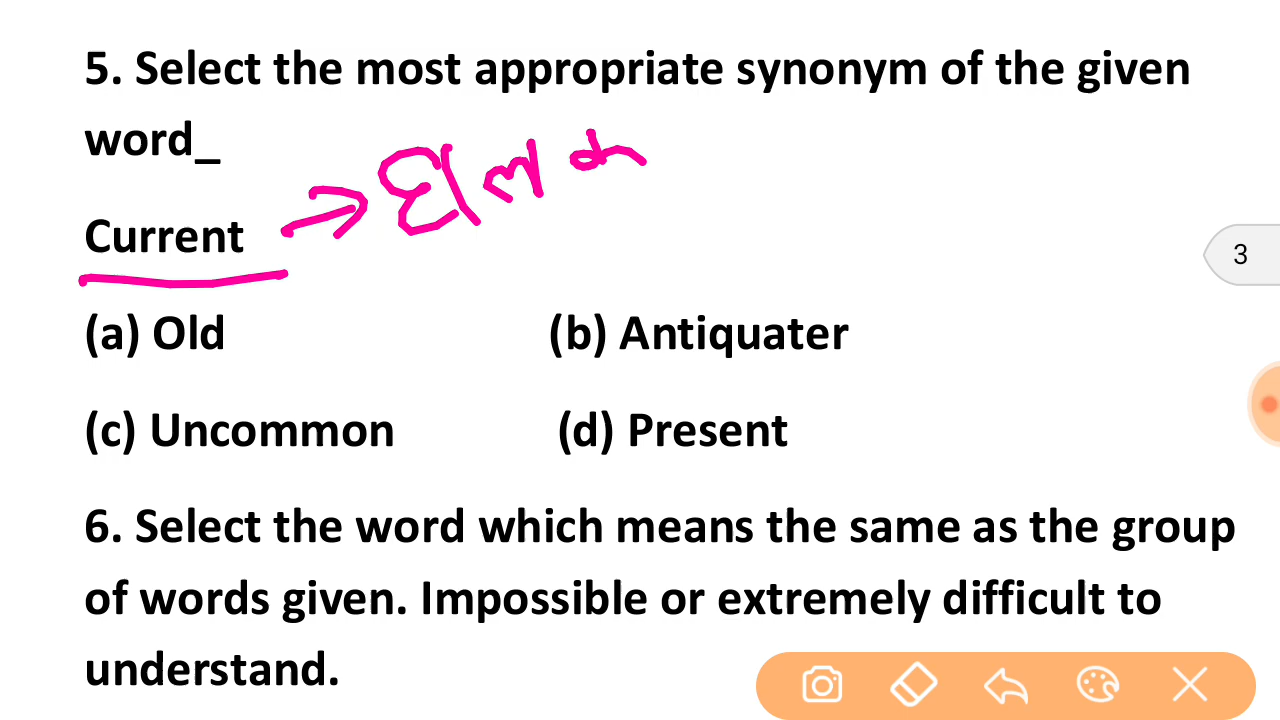 5. Select the most appropriate synonym of the given
word_
Current
(a) Old (b) Antiquater
(c) Uncommon (d) Present
3
6. Select the word which means the same as the group
of words given. Impossible or extremely difficult to
understand.